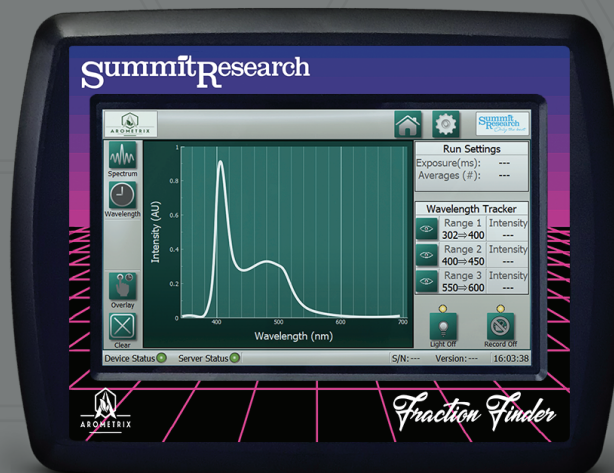 SummitResearch
AROMETRIX
Summit
Research
Run Settings
Exposure(ms): ---
Averages (#): ---
Spectrum
Wavelength
Overlay
Clear
Intensity (AU)
1
0.8
0.6
0.4
0.2
0
400 500 600 700
Wavelength (nm)
Wavelength Tracker
Range 1 Intensity
302⇒400 ---
Range 2 Intensity
400⇒450 ---
Range 3 Intensity
550⇒600 ---
Light Off
Record Off
Device Status Server Status S/N: --- Version: --- 16:03:38
AROMETRIX
Fraction Finder